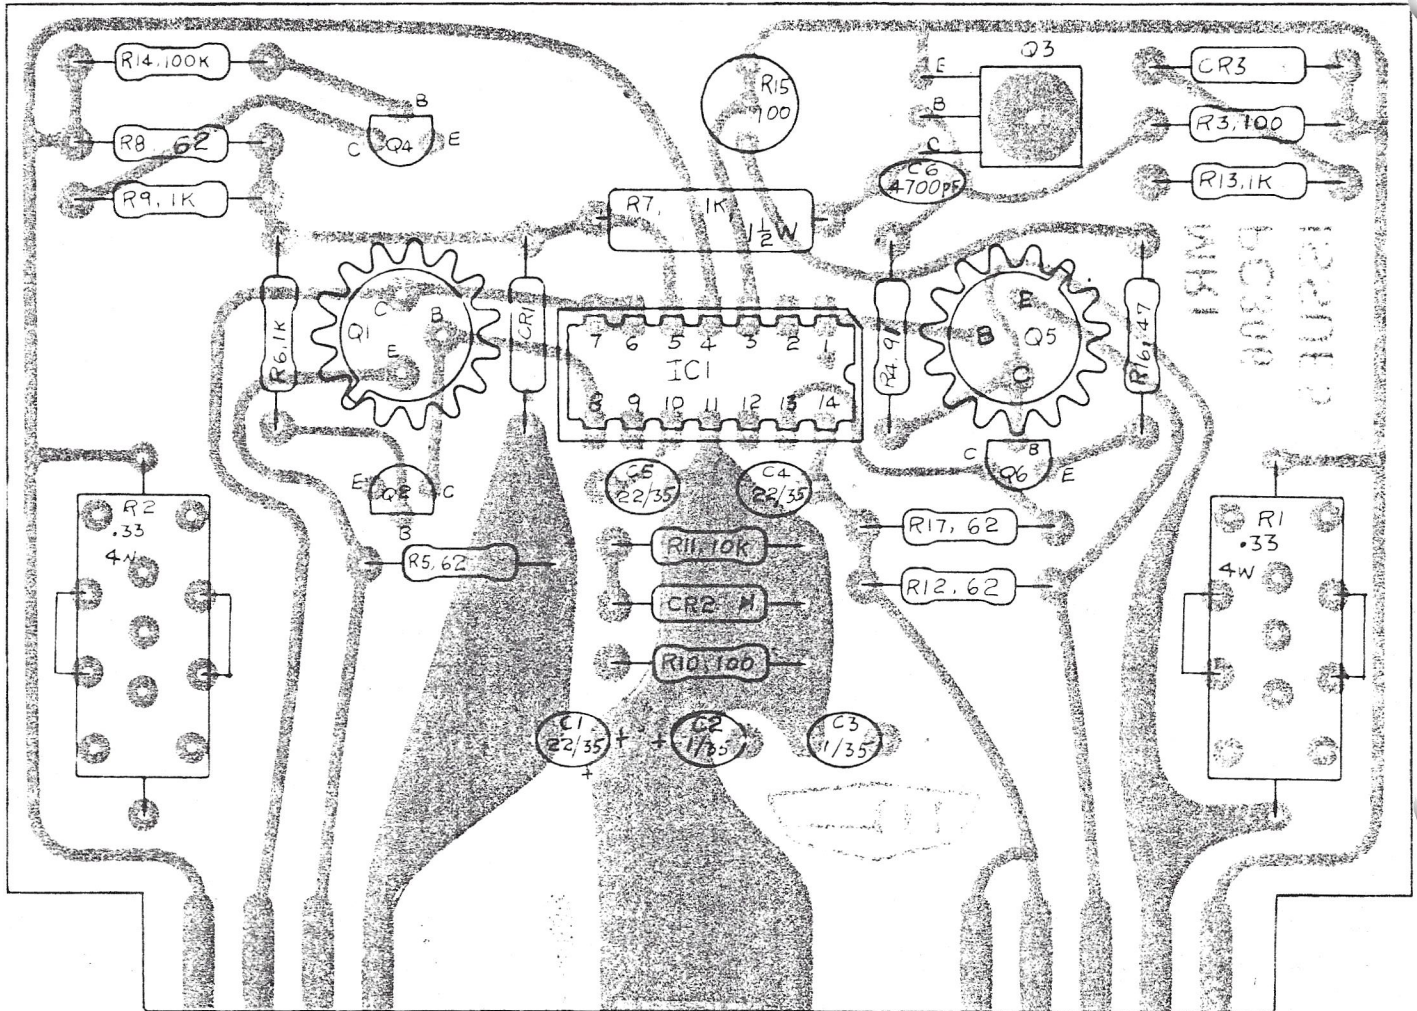 R14,100K
R8, 62
R9, 1K
B
C Q4 E
R15
100
E
B
C
Q3
C6
4700PF
CR3
R3,100
R13,1K
R7, 1K,
1½W
R6,1K
Q1
C
B
E
CR1
7 6 5 4 3 2 1
IC1
8 9 10 11 12 13 14
R4,91
E
B Q5
C
R16,47
ISSUE 2
PC30P
MK1
E Q2 C
B
C5
22/35
C4
22/35
C B E
Q6
R2
.33
4W
R5,62
R11,10K
CR2
R10,100
R17, 62
R12,62
R1
.33
4W
C1
22/35 +
+
+ C2
1/35
C3
1/35